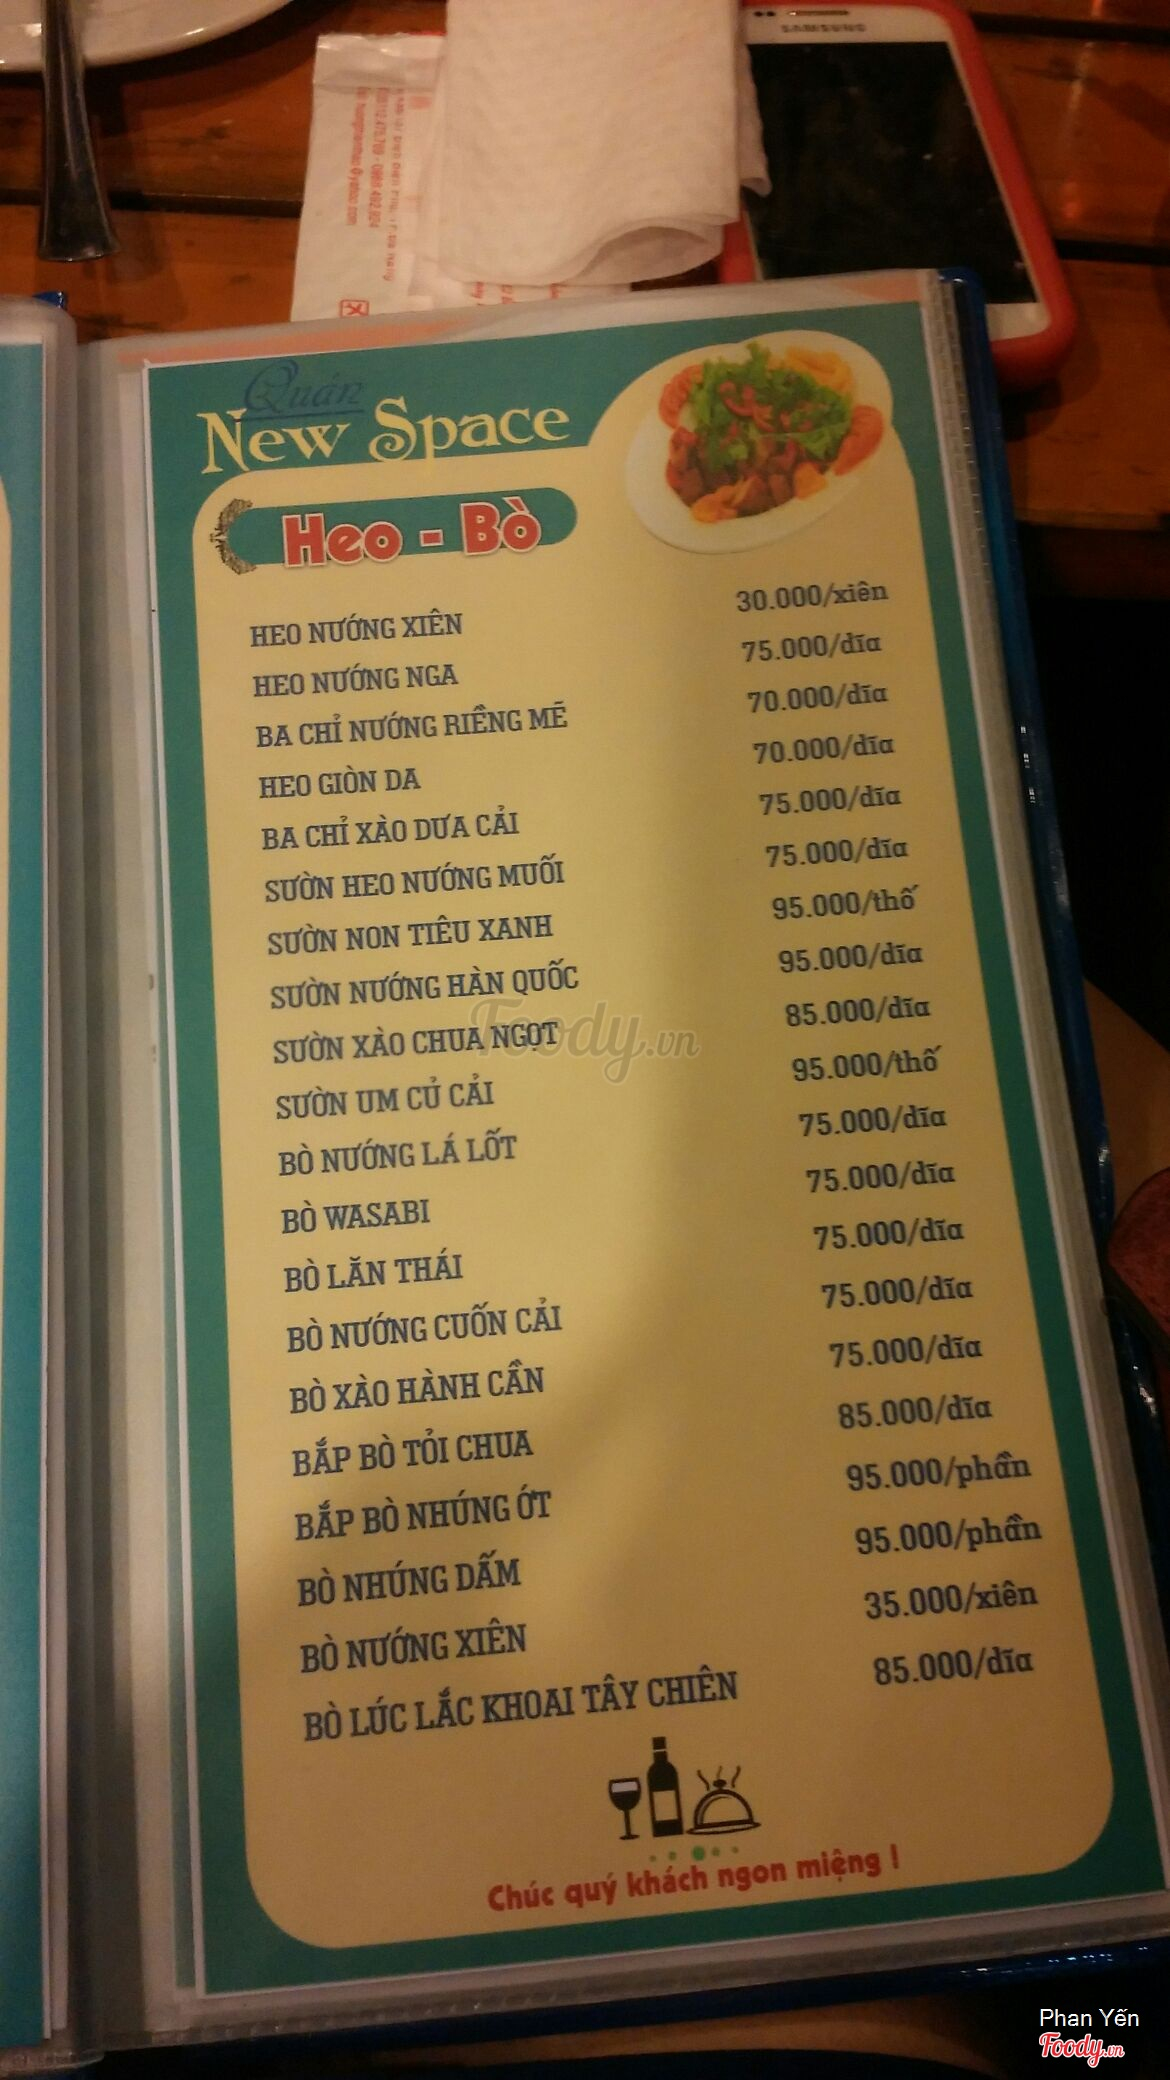 SAMSUNG
Quán
New Space
Heo - Bò
HEO NƯỚNG XIÊN 30.000/xiên
HEO NƯỚNG NGA 75.000/dĩa
BA CHỈ NƯỚNG RIỀNG MẼ 70.000/dĩa
HEO GIÒN DA 70.000/dĩa
BA CHỈ XÀO DƯA CẢI 75.000/dĩa
SƯỜN HEO NƯỚNG MUỐI 75.000/dĩa
SƯỜN NON TIÊU XANH 95.000/thố
SƯỜN NƯỚNG HÀN QUỐC 95.000/dĩa
SƯỜN XÀO CHUA NGỌT 85.000/dĩa
SƯỜN UM CỦ CẢI 95.000/thố
BÒ NƯỚNG LÁ LỐT 75.000/dĩa
BÒ WASABI 75.000/dĩa
BÒ LĂN THÁI 75.000/dĩa
BÒ NƯỚNG CUỐN CẢI 75.000/dĩa
BÒ XÀO HÀNH CẦN 75.000/dĩa
BẮP BÒ TỎI CHUA 85.000/dĩa
BẮP BÒ NHÚNG ỚT 95.000/phần
BÒ NHÚNG DẤM 95.000/phần
BÒ NƯỚNG XIÊN 35.000/xiên
BÒ LÚC LẮC KHOAI TÂY CHIÊN 85.000/dĩa
Foody.vn
Chúc quý khách ngon miệng !
Phan Yến
Foody.vn